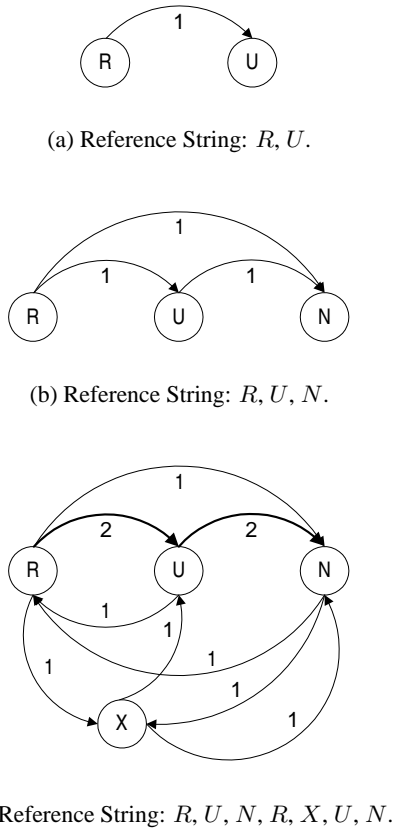 1
R U
(a) Reference String: R, U.
1
1 1
R U N
(b) Reference String: R, U, N.
1
2 2
R U N
1
1
1
1
1
1
X
Reference String: R, U, N, R, X, U, N.